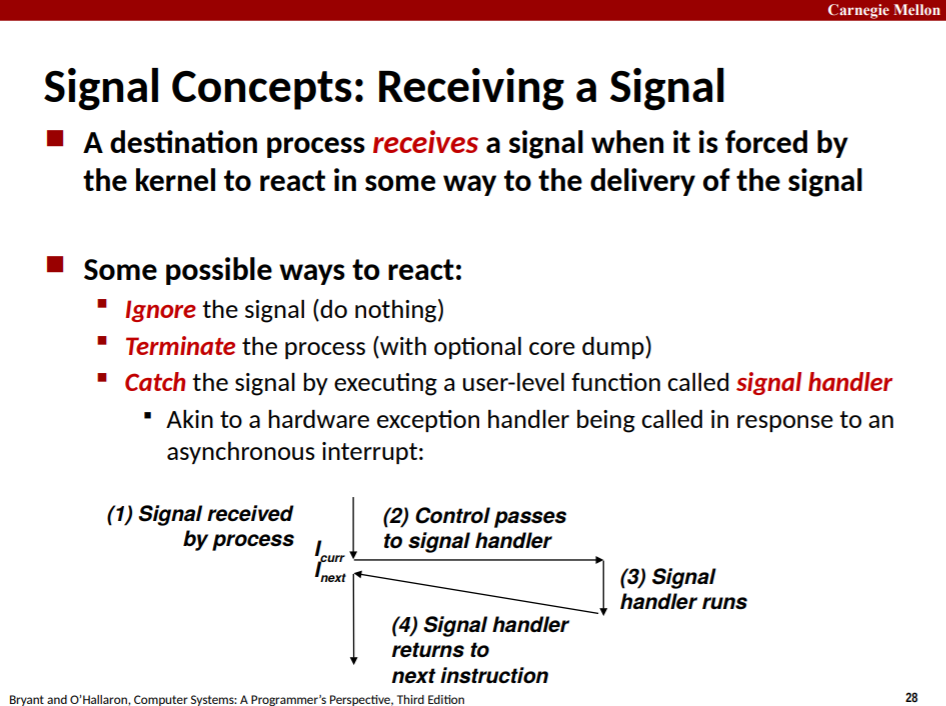 Carnegie Mellon
Signal Concepts: Receiving a Signal
A destination process receives a signal when it is forced by
the kernel to react in some way to the delivery of the signal
Some possible ways to react:
Ignore the signal (do nothing)
Terminate the process (with optional core dump)
Catch the signal by executing a user-level function called signal handler
Akin to a hardware exception handler being called in response to an
asynchronous interrupt:
(1) Signal received
by process
(2) Control passes
to signal handler
Icurr
Inext
(3) Signal
handler runs
(4) Signal handler
returns to
next instruction
Bryant and O'Hallaron, Computer Systems: A Programmer's Perspective, Third Edition
28